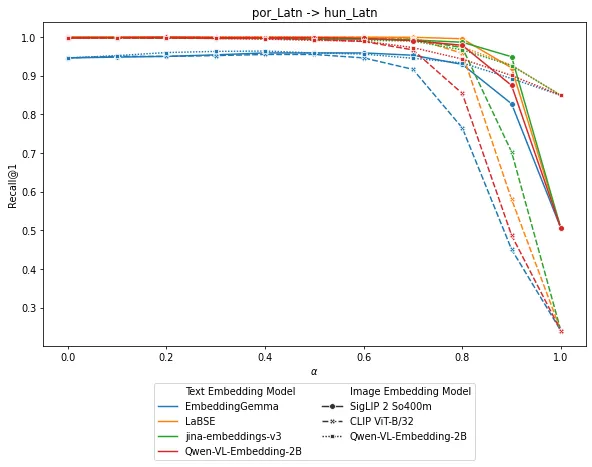 por_Latn -> hun_Latn
Recall@1
1.0
0.9
0.8
0.7
0.6
0.5
0.4
0.3
0.0 0.2 0.4 0.6 0.8 1.0
α
Text Embedding Model
EmbeddingGemma
LaBSE
jina-embeddings-v3
Qwen-VL-Embedding-2B
Image Embedding Model
SigLIP 2 So400m
CLIP ViT-B/32
Qwen-VL-Embedding-2B